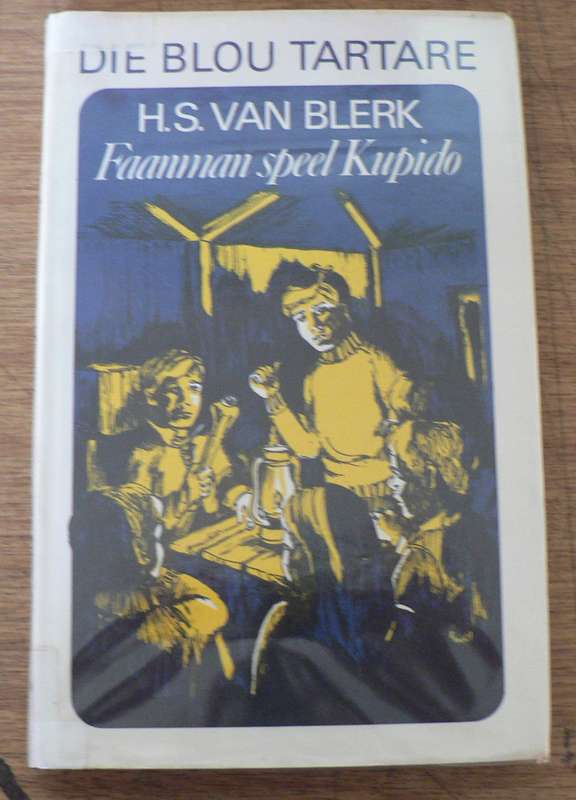 DIE BLOU TARTARE
H.S. VAN BLERK
Faanman speel Kupido